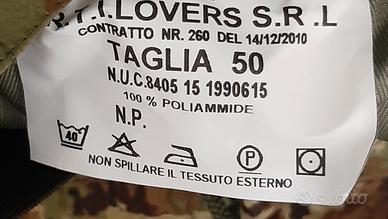 R.T.I.LOVERS S.R.L
CONTRATTO NR. 260 DEL 14/12/2010
TAGLIA 50
N.U.C.8405 15 1990615
100 % POLIAMMIDE
N.P.
40 P
NON SPILLARE IL TESSUTO ESTERNO
subito